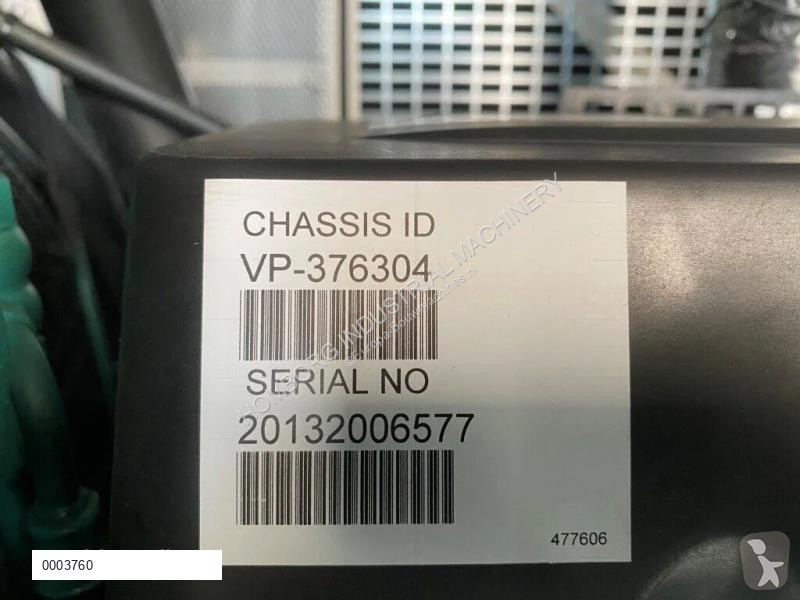 CHASSIS ID
VP-376304
SERIAL NO
20132006577
477606
0003760